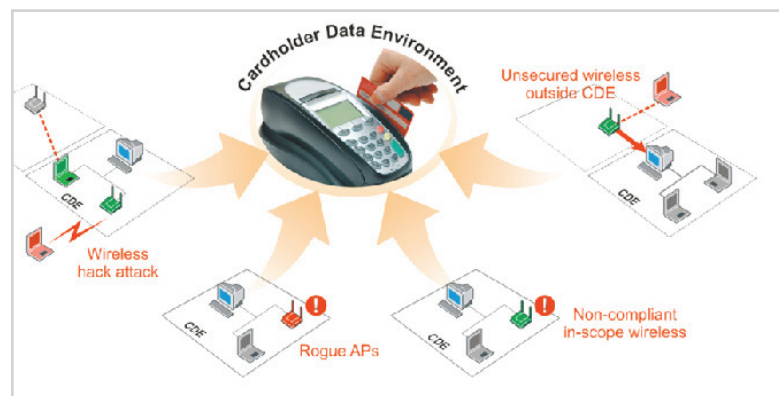 Cardholder Data Environment
Unsecured wireless
outside CDE
CDE
CDE
Wireless
hack attack
CDE
Rogue APs
CDE
Non-compliant
in-scope wireless